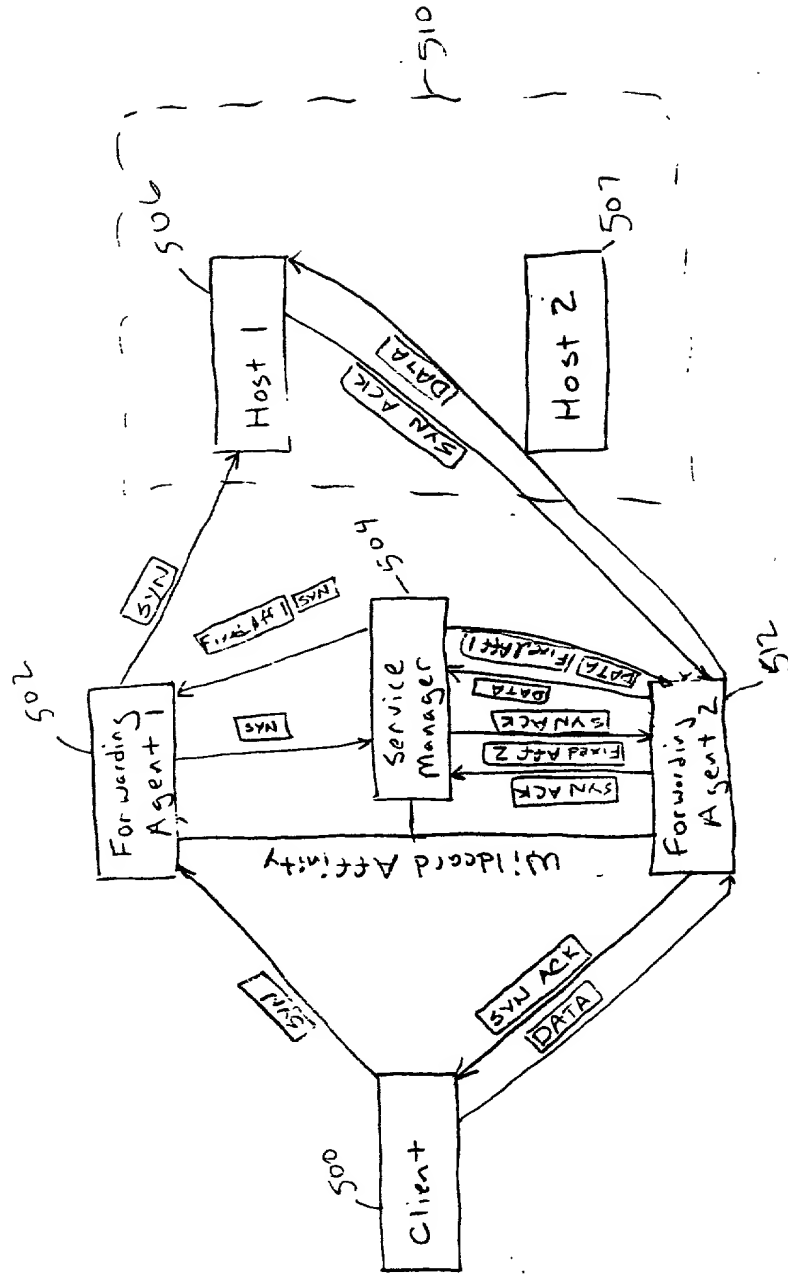 510
506
Host 1
507
Host 2
SYN
DATA
SYN ACK
504
Service
Manager
Fixed Aff 1
SYN
SYN
DATA
Fixed Aff 1
DATA
SYN ACK
Fixed Aff 2
SYN ACK
502
Forwarding
Agent 1
512
Forwarding
Agent 2
Wildcard Affinity
SYN
SYN ACK
DATA
500
Client